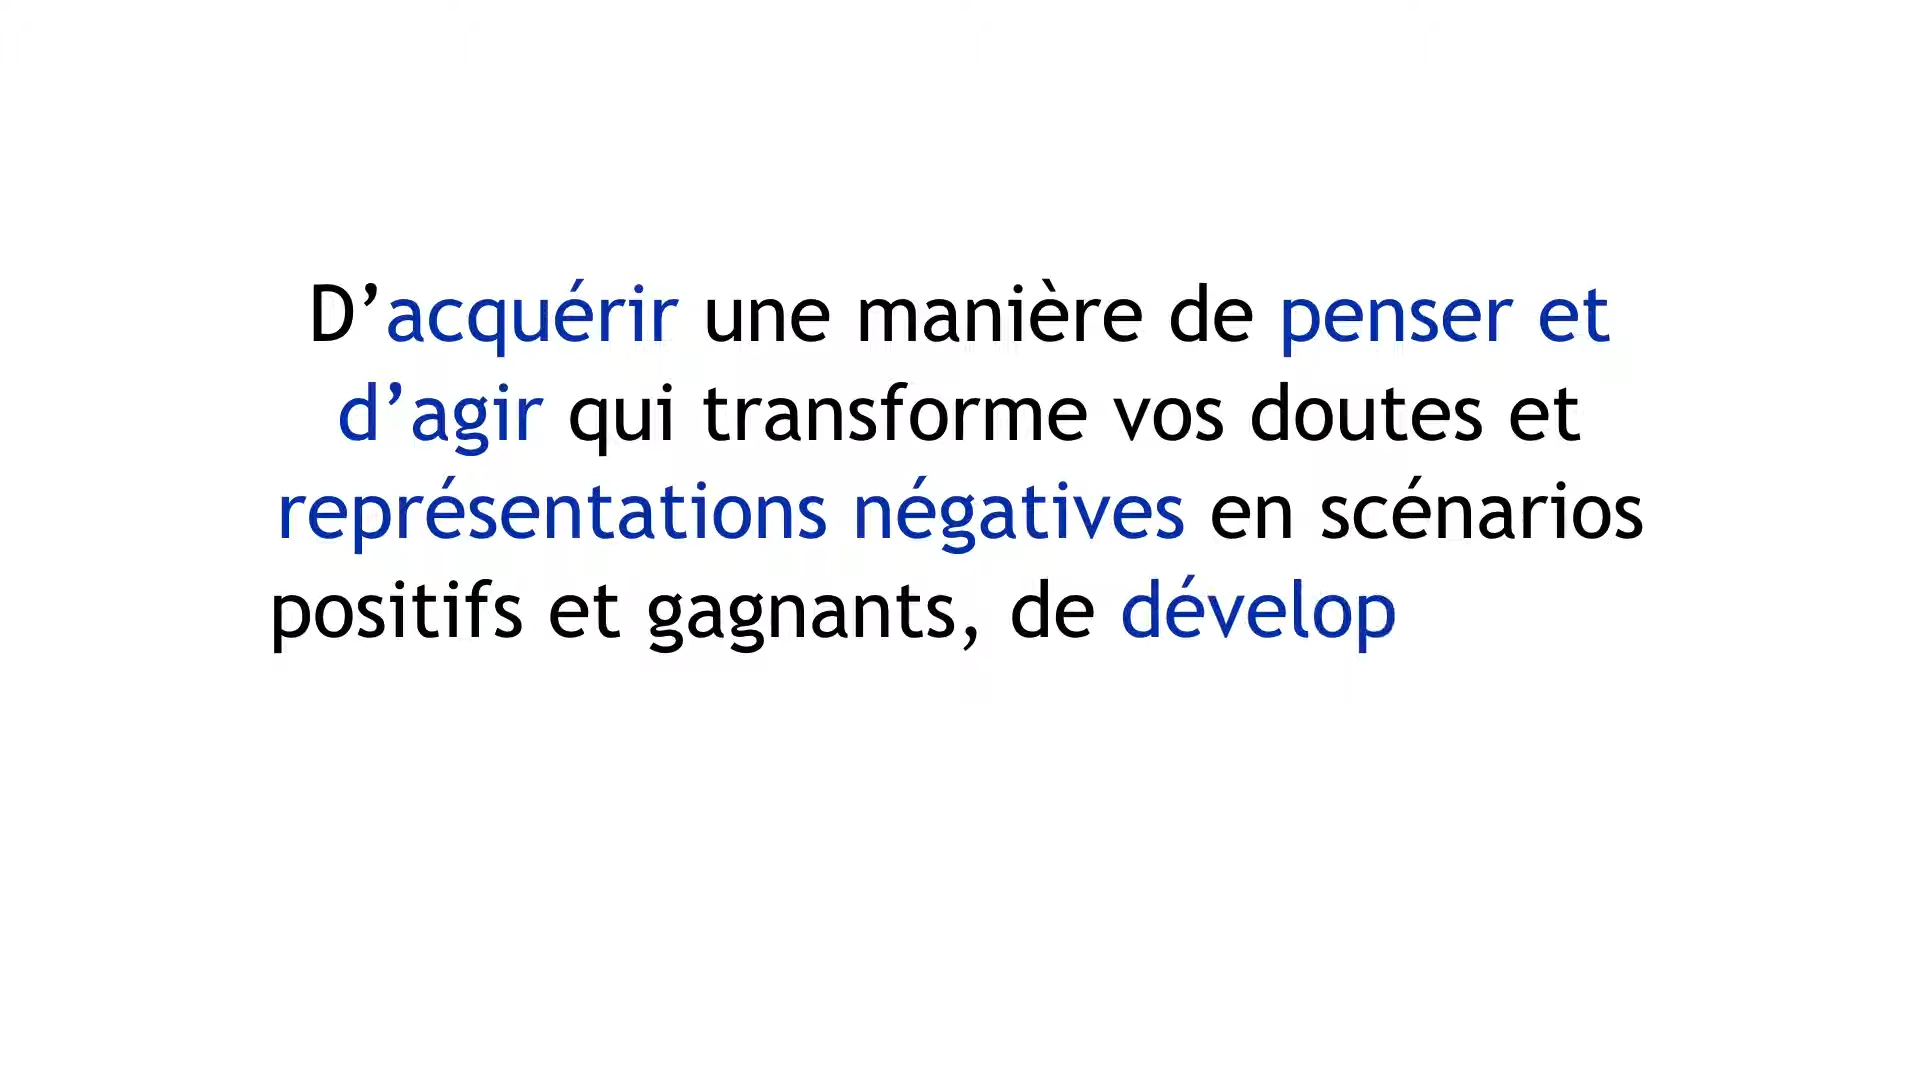 D’acquérir une manière de penser et
d’agir qui transforme vos doutes et
représentations négatives en scénarios
positifs et gagnants, de dévelop